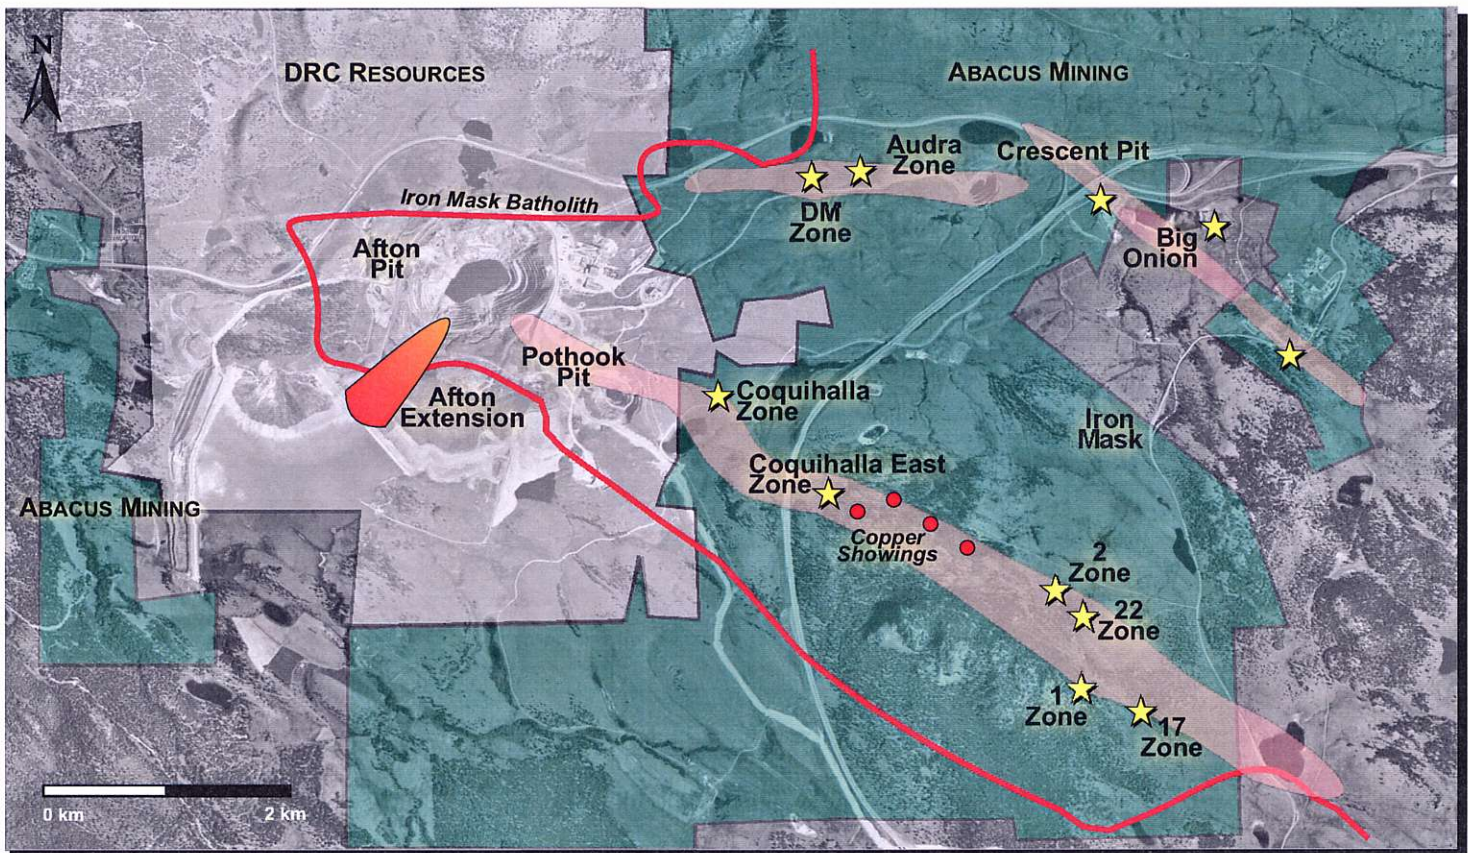 N
DRC RESOURCES
ABACUS MINING
Audra
Zone
Crescent Pit
Iron Mask Batholith
DM
Zone
Afton
Pit
Big
Onion
Pothook
Pit
Afton
Extension
Coquihalla
Zone
Iron
Mask
Coquihalla East
Zone
ABACUS MINING
Copper
Showings
2
Zone
22
Zone
1
Zone
17
Zone
0 km
2 km